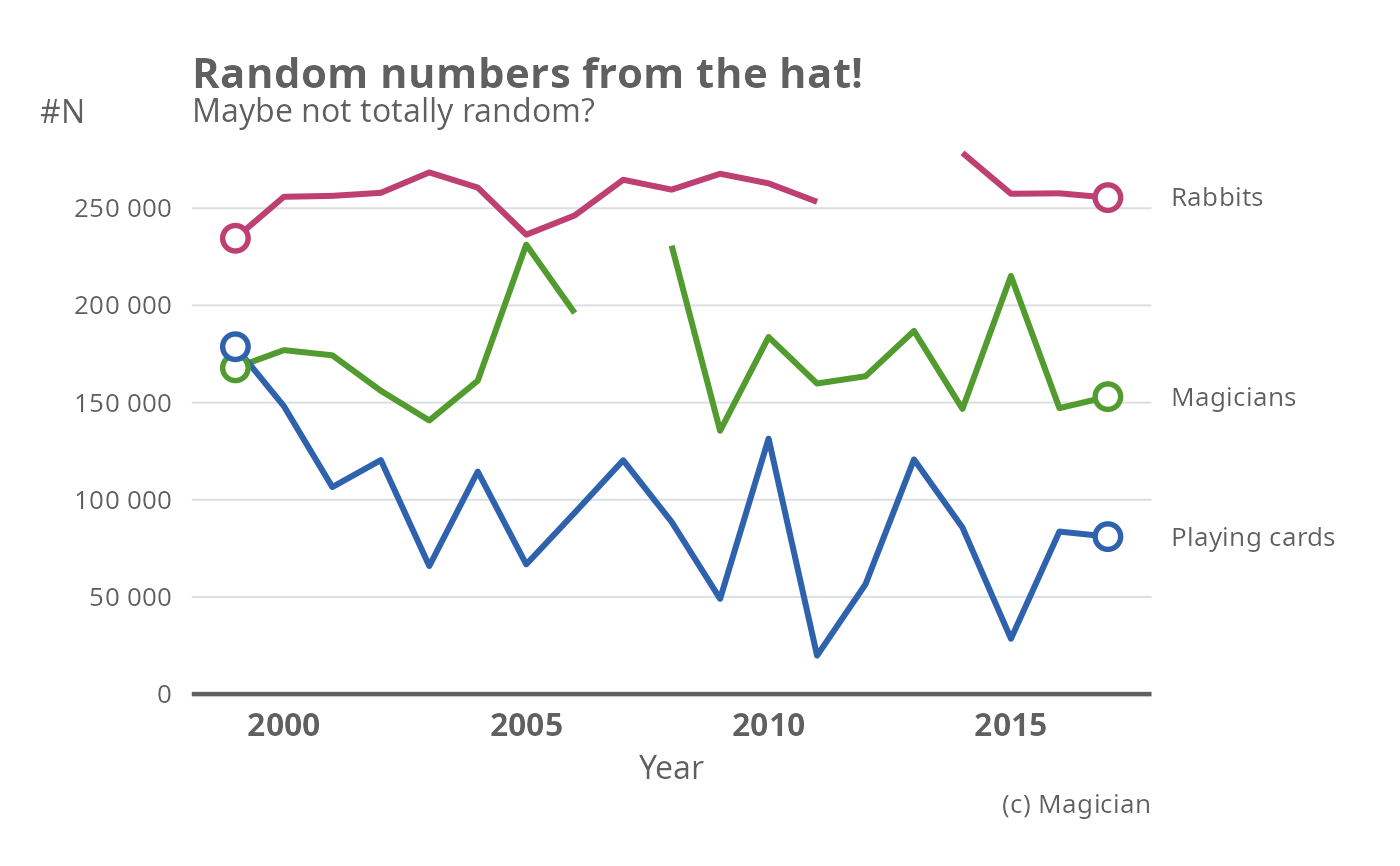 Random numbers from the hat!
Maybe not totally random?
#N
250 000
200 000
150 000
100 000
50 000
0
Rabbits
Magicians
Playing cards
2000 2005 2010 2015
Year
(c) Magician